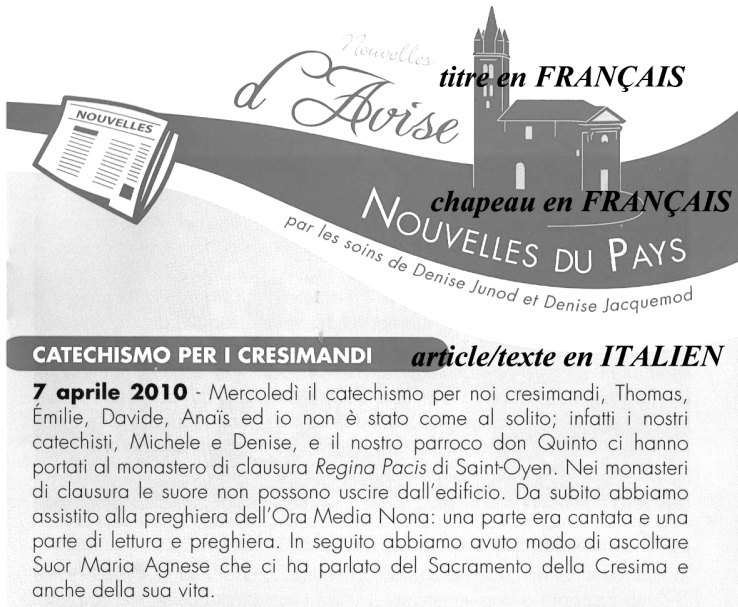 Nouvelles
titre en FRANÇAIS
d'Avise
NOUVELLES
chapeau en FRANÇAIS
NOUVELLES DU PAYS
par les soins de Denise Junod et Denise Jacquemod
CATECHISMO PER I CRESIMANDI
article/texte en ITALIEN
7 aprile 2010 - Mercoledì il catechismo per noi cresimandi, Thomas,
Émilie, Davide, Anaïs ed io non è stato come al solito; infatti i nostri
catechisti, Michele e Denise, e il nostro parroco don Quinto ci hanno
portati al monastero di clausura Regina Pacis di Saint-Oyen. Nei monasteri
di clausura le suore non possono uscire dall'edificio. Da subito abbiamo
assistito alla preghiera dell'Ora Media Nona: una parte era cantata e una
parte di lettura e preghiera. In seguito abbiamo avuto modo di ascoltare
Suor Maria Agnese che ci ha parlato del Sacramento della Cresima e
anche della sua vita.